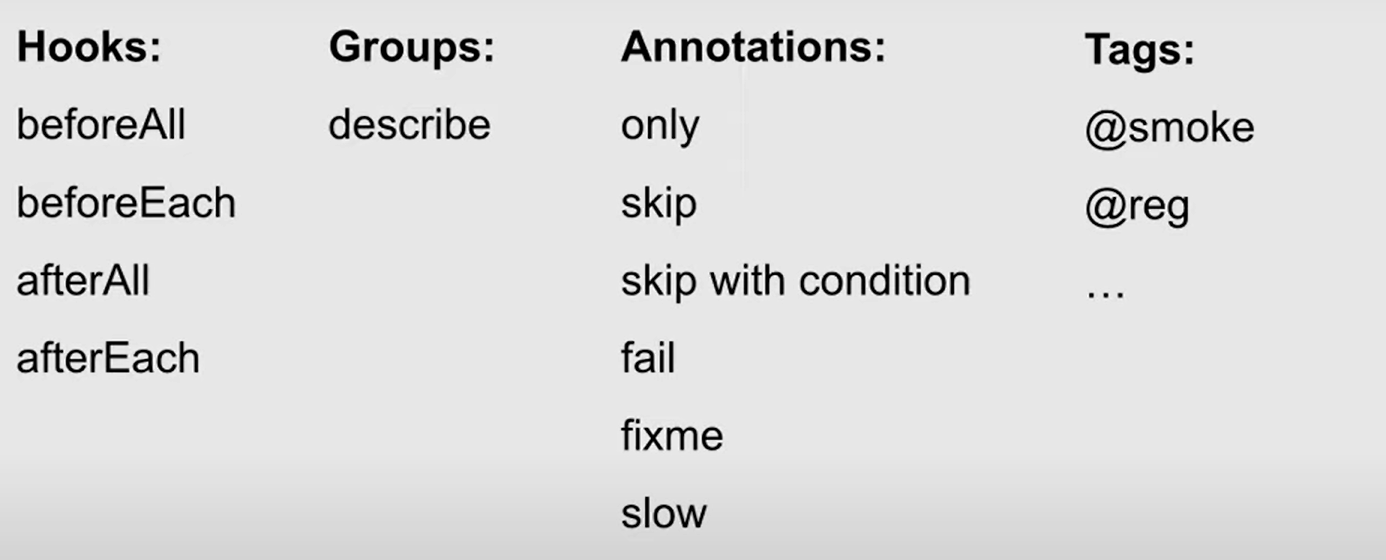 Hooks:
beforeAll
beforeEach
afterAll
afterEach
Groups:
describe
Annotations:
only
skip
skip with condition
fail
fixme
slow
Tags:
@smoke
@reg
…